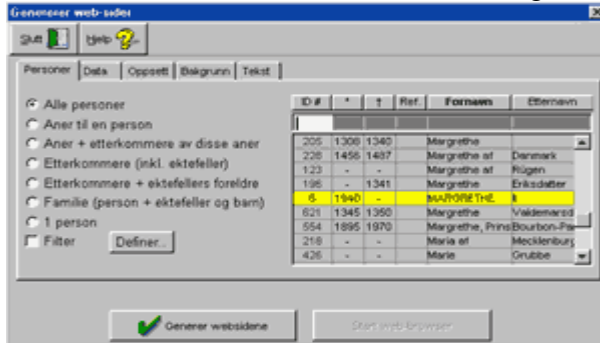 Genererer web-sider
Slutt Hjelp
Personer Data Oppsett Bakgrunn Tekst
Alle personer
Aner til en person
Aner + etterkommere av disse aner
Etterkommere (inkl. ektefeller)
Etterkommere + ektefellers foreldre
Familie (person + ektefeller og barn)
1 person
Filter Definer..
ID # * † Ref. Fornavn Etternavn
205 1308 1340 Margrethe
228 1456 1487 Margrethe af Danmark
123 - - Margrethe af Rügen
196 - 1341 Margrethe Eriksdatter
6 1940 - MARGRETHE II
621 1345 1350 Margrethe Valdemarsd
554 1895 1970 Margrethe, Prins Bourbon-Par
218 - - Maria af Mecklenburg
426 - - Marie Grubbe
Generer websidene Start web-browser